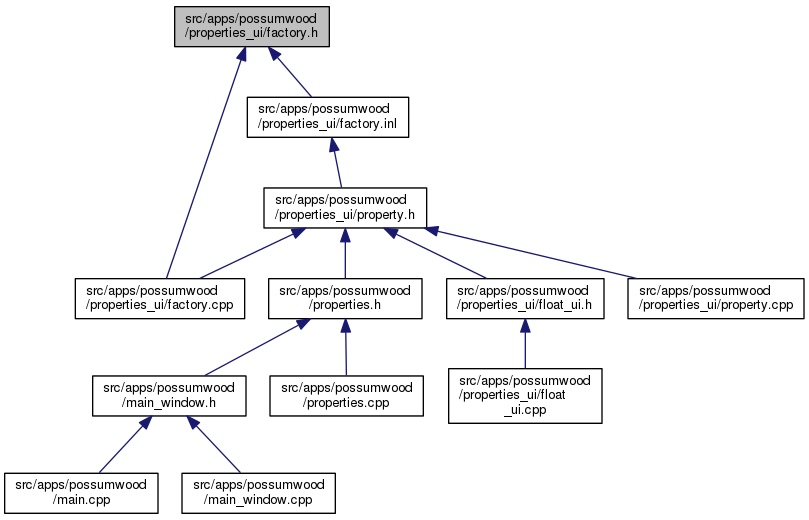 src/apps/possumwood
/properties_ui/factory.h
src/apps/possumwood
/properties_ui/factory.inl
src/apps/possumwood
/properties_ui/property.h
src/apps/possumwood
/properties_ui/factory.cpp
src/apps/possumwood
/properties.h
src/apps/possumwood
/properties_ui/float_ui.h
src/apps/possumwood
/properties_ui/property.cpp
src/apps/possumwood
/main_window.h
src/apps/possumwood
/properties.cpp
src/apps/possumwood
/properties_ui/float
_ui.cpp
src/apps/possumwood
/main.cpp
src/apps/possumwood
/main_window.cpp